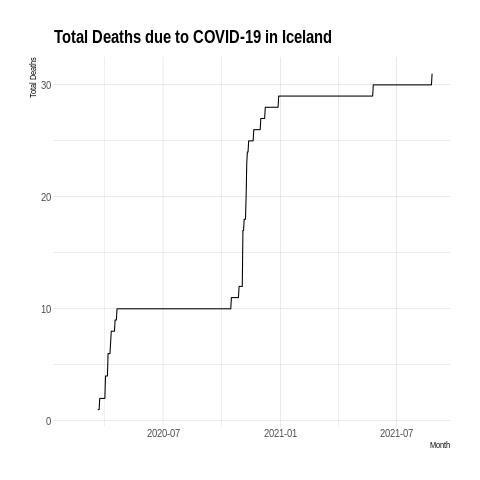 Total Deaths due to COVID-19 in Iceland
Total Deaths
30
20
10
0
2020-07
2021-01
2021-07
Month